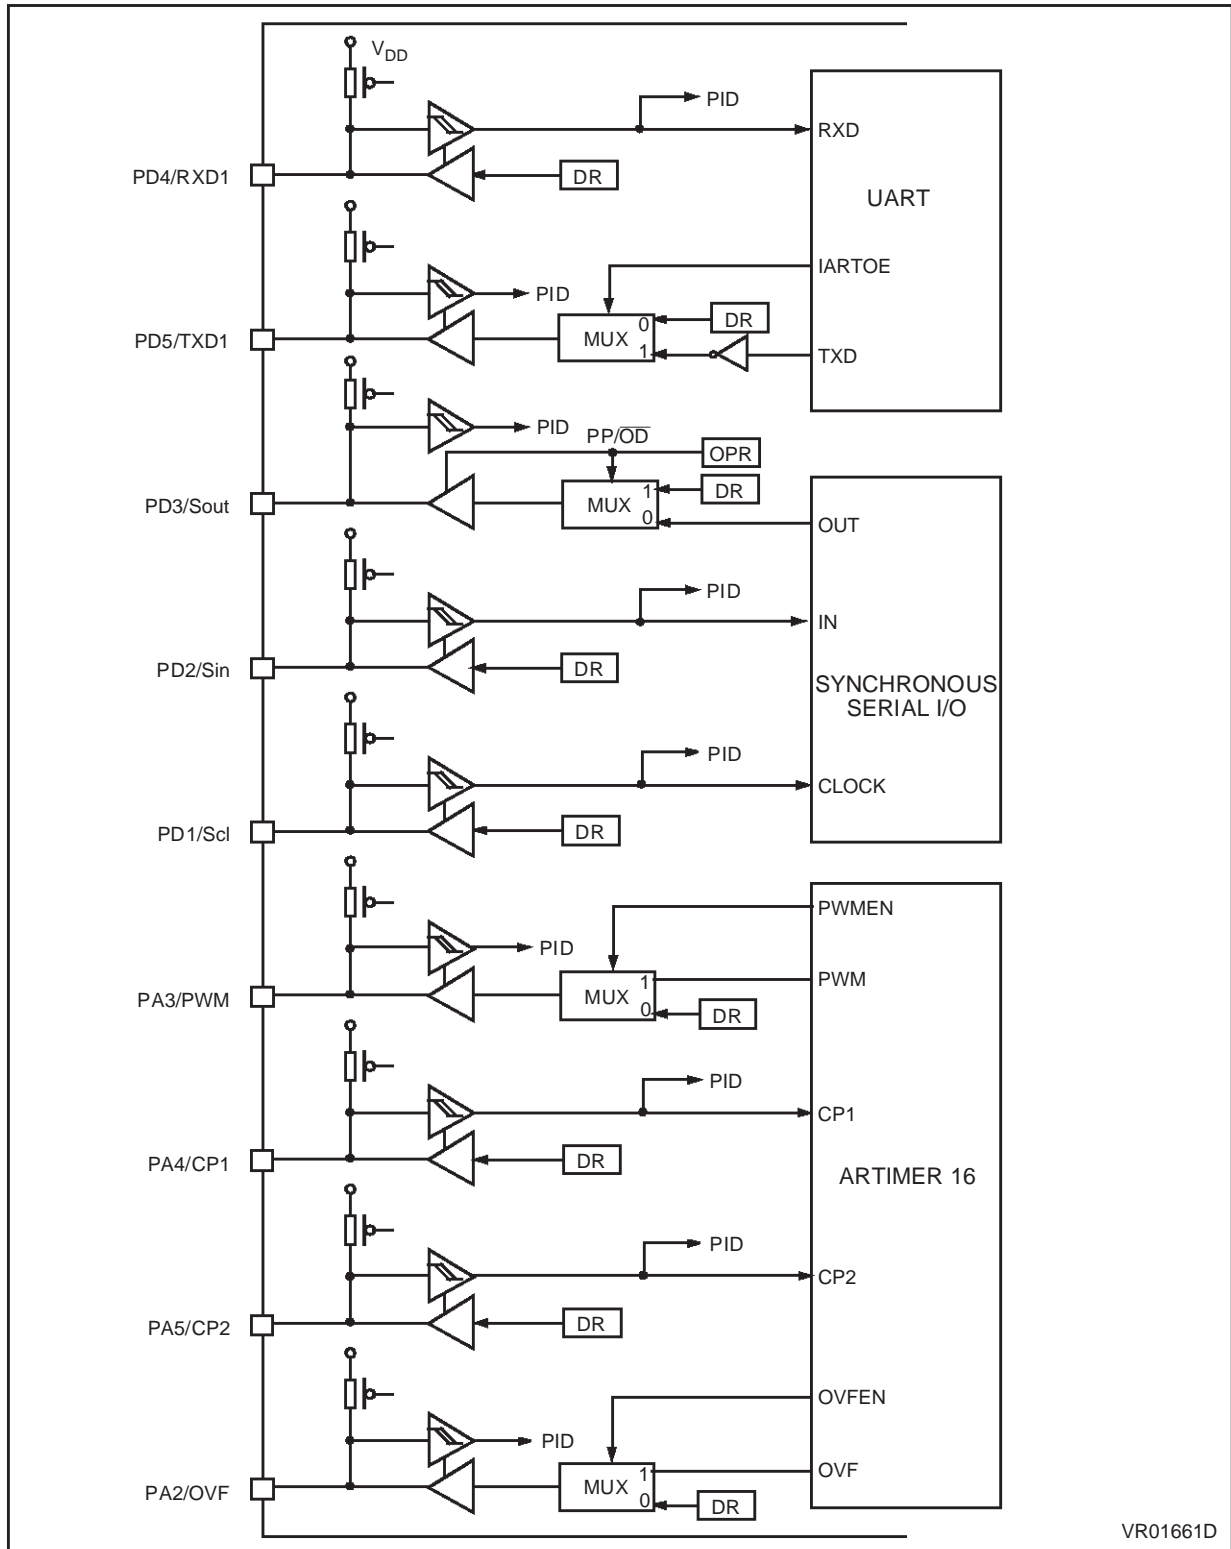 VDD
PID
RXD
PD4/RXD1
DR
UART
IARTOE
PID
DR
0
PD5/TXD1
MUX
1
TXD
PID
PP/OD
OPR
DR
1
PD3/Sout
MUX
0
OUT
PID
IN
PD2/Sin
DR
SYNCHRONOUS
SERIAL I/O
PID
CLOCK
PD1/Scl
DR
PWMEN
PID
1
PWM
PA3/PWM
MUX
0
DR
PID
CP1
PA4/CP1
DR
ARTIMER 16
PID
CP2
PA5/CP2
DR
OVFEN
PID
1
OVF
PA2/OVF
MUX
0
DR
VR01661D